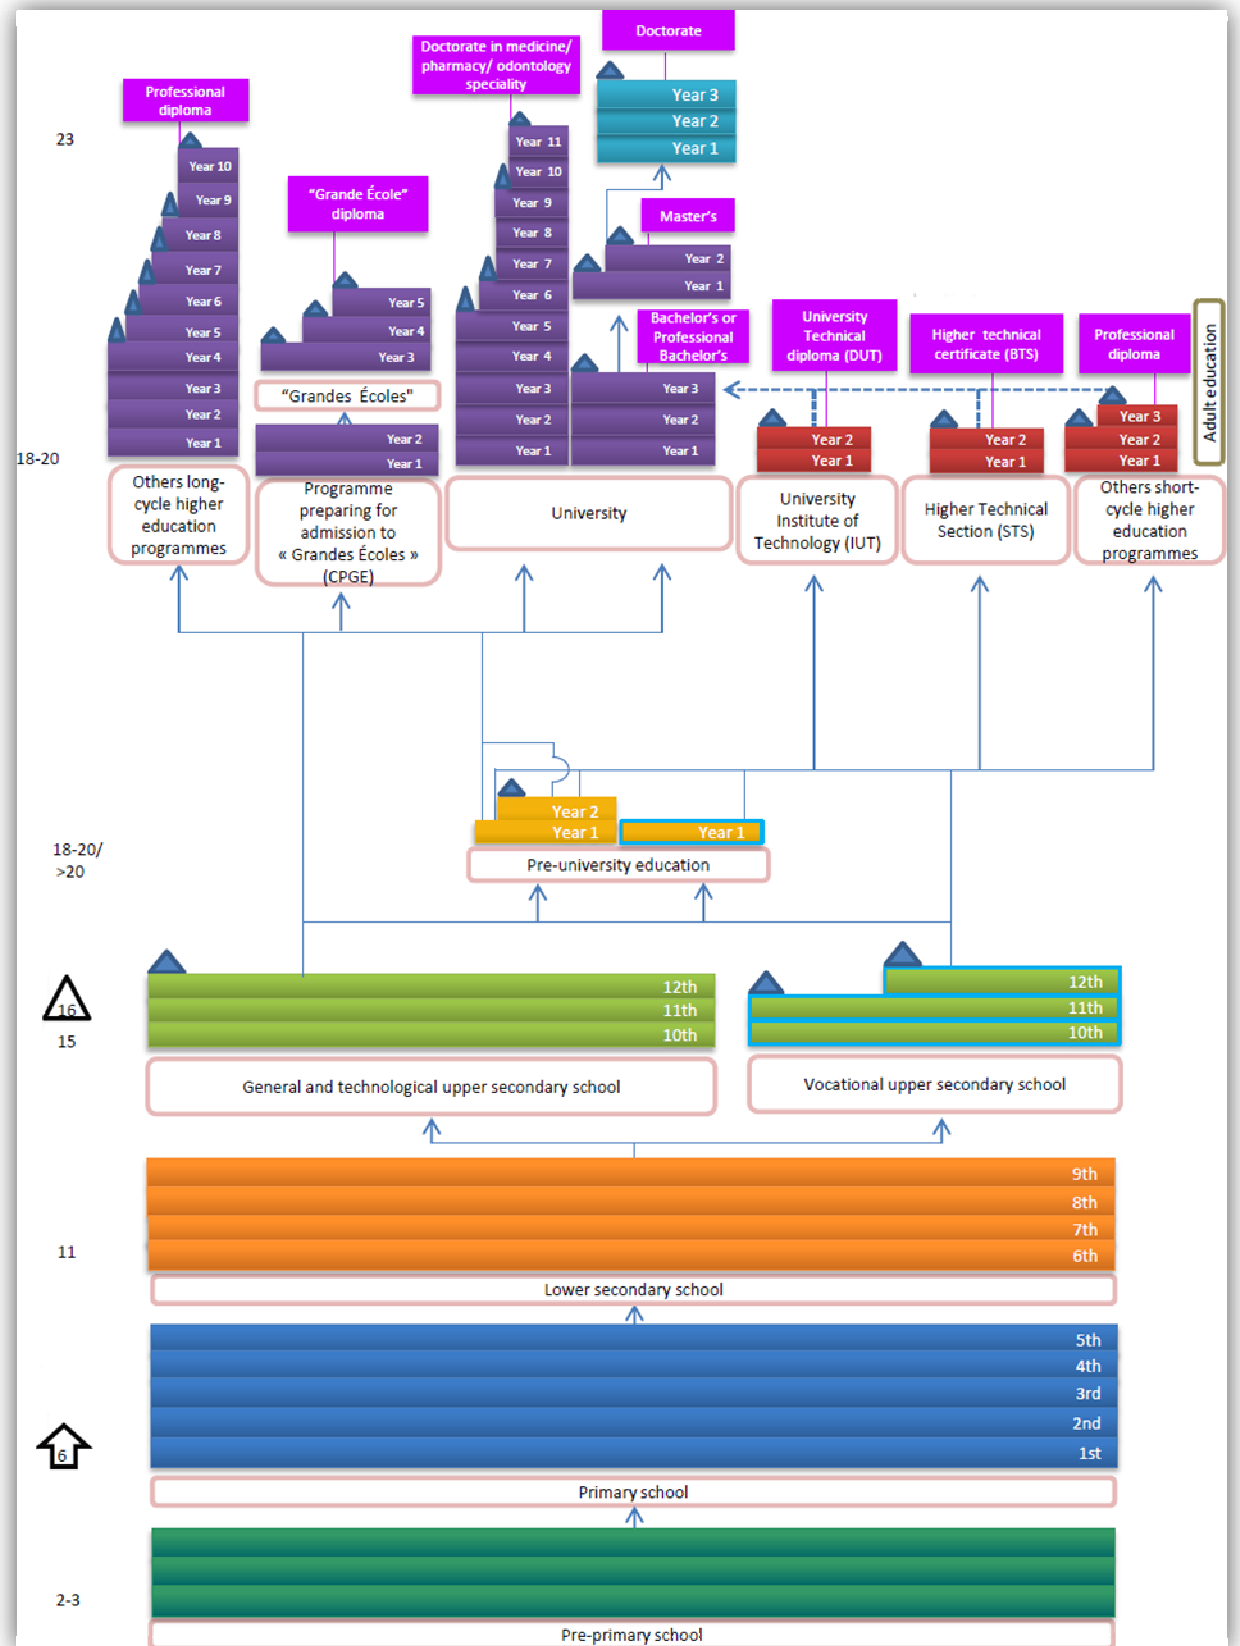 Doctorate
Doctorate in medicine/
pharmacy/ odontology
speciality
Professional
diploma
Year 3
Year 2
Year 1
23
Year 10
Year 9
Year 8
Year 7
Year 6
Year 5
Year 4
Year 3
Year 2
Year 1
"Grande École"
diploma
Year 5
Year 4
Year 3
"Grandes Écoles"
Year 2
Year 1
Year 11
Year 10
Year 9
Year 8
Year 7
Year 6
Year 5
Year 4
Year 3
Year 2
Year 1
Master's
Year 2
Year 1
Bachelor's or
Professional
Bachelor's
Year 3
Year 2
Year 1
University
Technical
diploma (DUT)
Year 2
Year 1
Higher technical
certificate (BTS)
Year 2
Year 1
Professional
diploma
Year 3
Year 2
Year 1
Adult education
18-20
Others long-
cycle higher
education
programmes
Programme
preparing for
admission to
« Grandes Écoles »
(CPGE)
University
University
Institute of
Technology (IUT)
Higher Technical
Section (STS)
Others short-
cycle higher
education
programmes
Year 2
Year 1
Year 1
18-20/
>20
Pre-university education
16
15
12th
11th
10th
12th
11th
10th
General and technological upper secondary school
Vocational upper secondary school
9th
8th
7th
11
6th
Lower secondary school
5th
4th
3rd
2nd
6
1st
Primary school
2-3
Pre-primary school